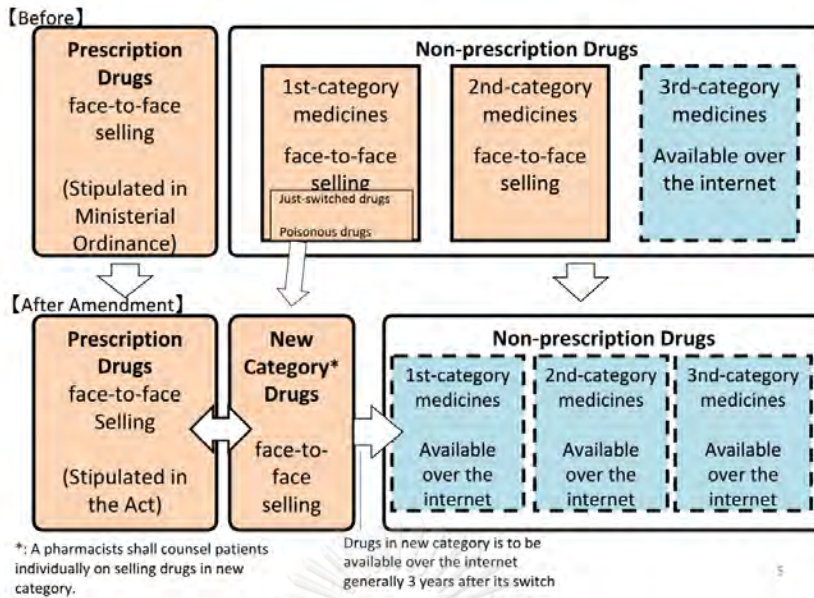 【Before】
Prescription
Drugs
face-to-face
selling
(Stipulated in
Ministerial
Ordinance)
Non-prescription Drugs
1st-category
medicines
face-to-face
selling
Just-switched drugs
Poisonous drugs
2nd-category
medicines
face-to-face
selling
3rd-category
medicines
Available over
the internet
【After Amendment】
Prescription
Drugs
face-to-face
Selling
(Stipulated in
the Act)
New
Category*
Drugs
face-to-
face
selling
Non-prescription Drugs
1st-category
medicines
Available
over the
internet
2nd-category
medicines
Available
over the
internet
3nd-category
medicines
Available
over the
internet
*: A pharmacists shall counsel patients
individually on selling drugs in new
category.
Drugs in new category is to be
available over the internet
generally 3 years after its switch
5